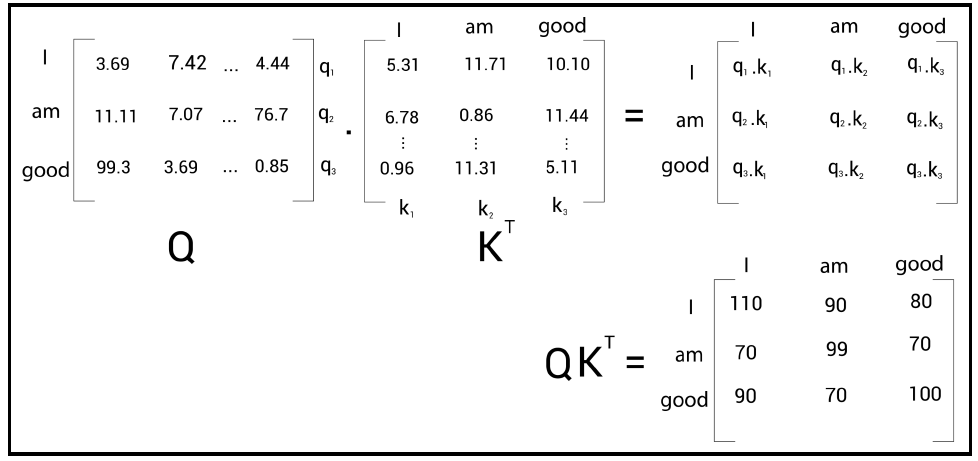 I am good
I am good
I 3.69 7.42 ... 4.44 q₁ 5.31 11.71 10.10 I q₁.k₁ q₁.k₂ q₁.k₃
am 11.11 7.07 ... 76.7 q₂ . 6.78 0.86 11.44 = am q₂.k₁ q₂.k₂ q₂.k₃
⋮ ⋮ ⋮
good 99.3 3.69 ... 0.85 q₃ 0.96 11.31 5.11 good q₃.k₁ q₃.k₂ q₃.k₃
k₁ k₂ k₃
Q Kᵀ
I am good
I 110 90 80
QKᵀ = am 70 99 70
good 90 70 100